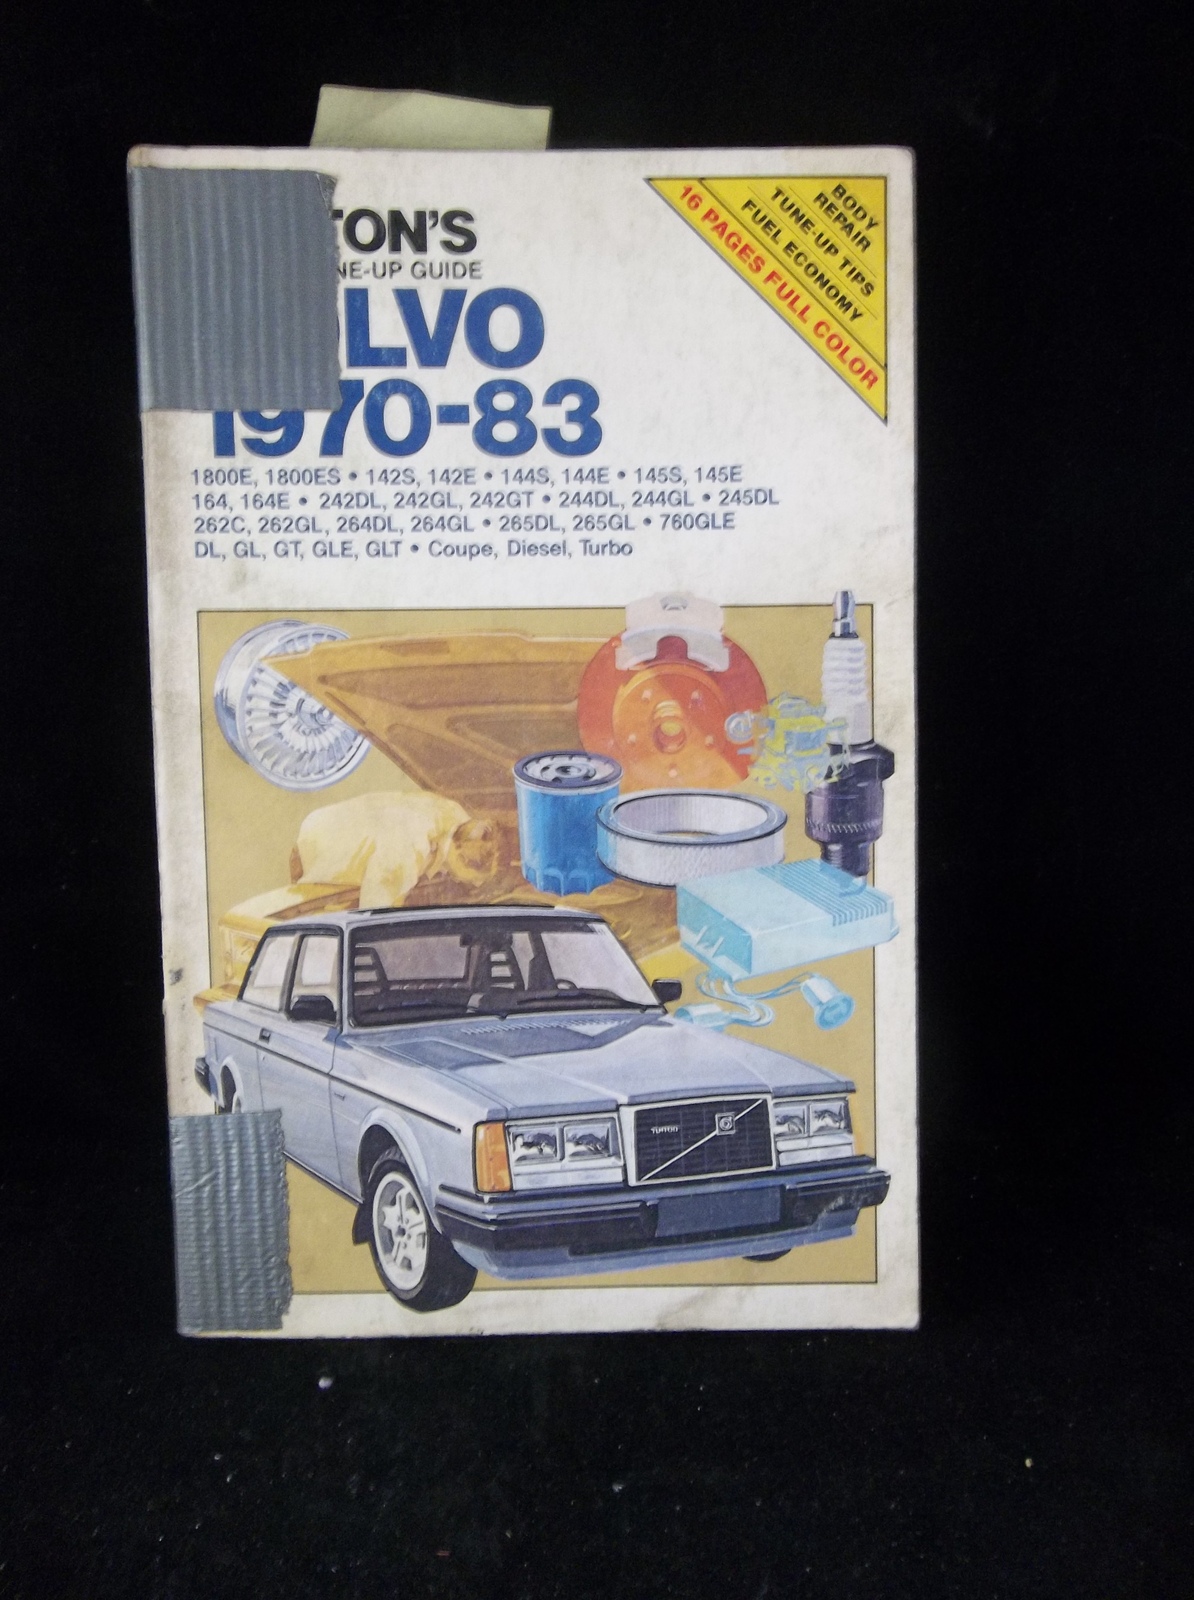 TON'S
NE-UP GUIDE
OLVO
1970-83
1800E, 1800ES • 142S, 142E • 144S, 144E • 145S, 145E
164, 164E • 242DL, 242GL, 242GT • 244DL, 244GL • 245DL
262C, 262GL, 264DL, 264GL • 265DL, 265GL • 760GLE
DL, GL, GT, GLE, GLT • Coupe, Diesel, Turbo
BODY
REPAIR
TUNE-UP TIPS
FUEL ECONOMY
16 PAGES FULL COLOR
TURBO